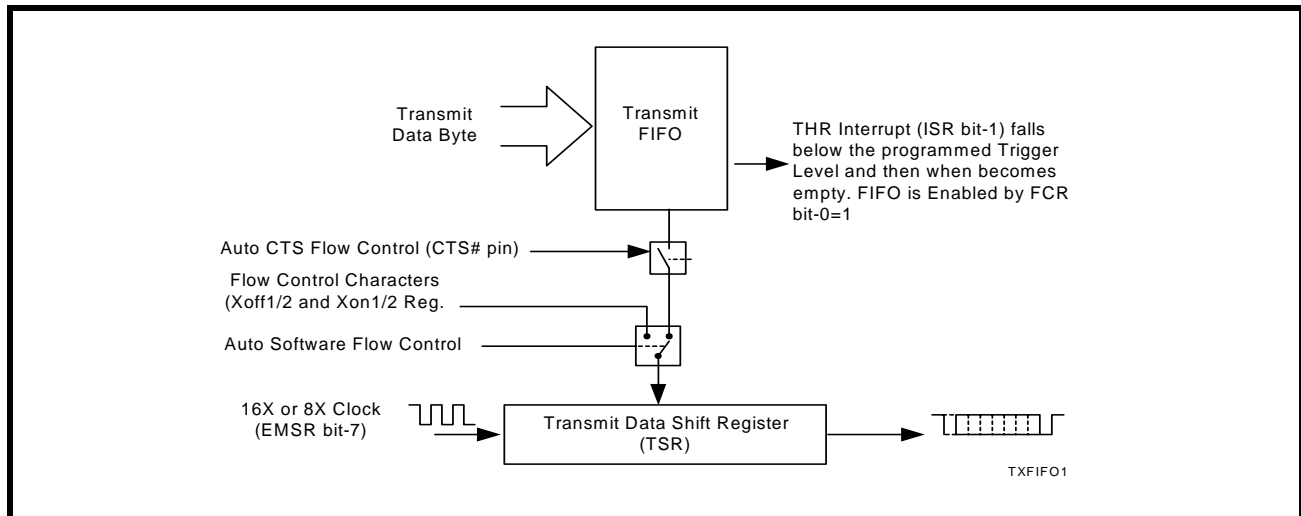 Transmit
Data Byte
Transmit
FIFO
THR Interrupt (ISR bit-1) falls
below the programmed Trigger
Level and then when becomes
empty. FIFO is Enabled by FCR
bit-0=1
Auto CTS Flow Control (CTS# pin)
Flow Control Characters
(Xoff1/2 and Xon1/2 Reg.
Auto Software Flow Control
16X or 8X Clock
(EMSR bit-7)
Transmit Data Shift Register
(TSR)
TXFIFO1